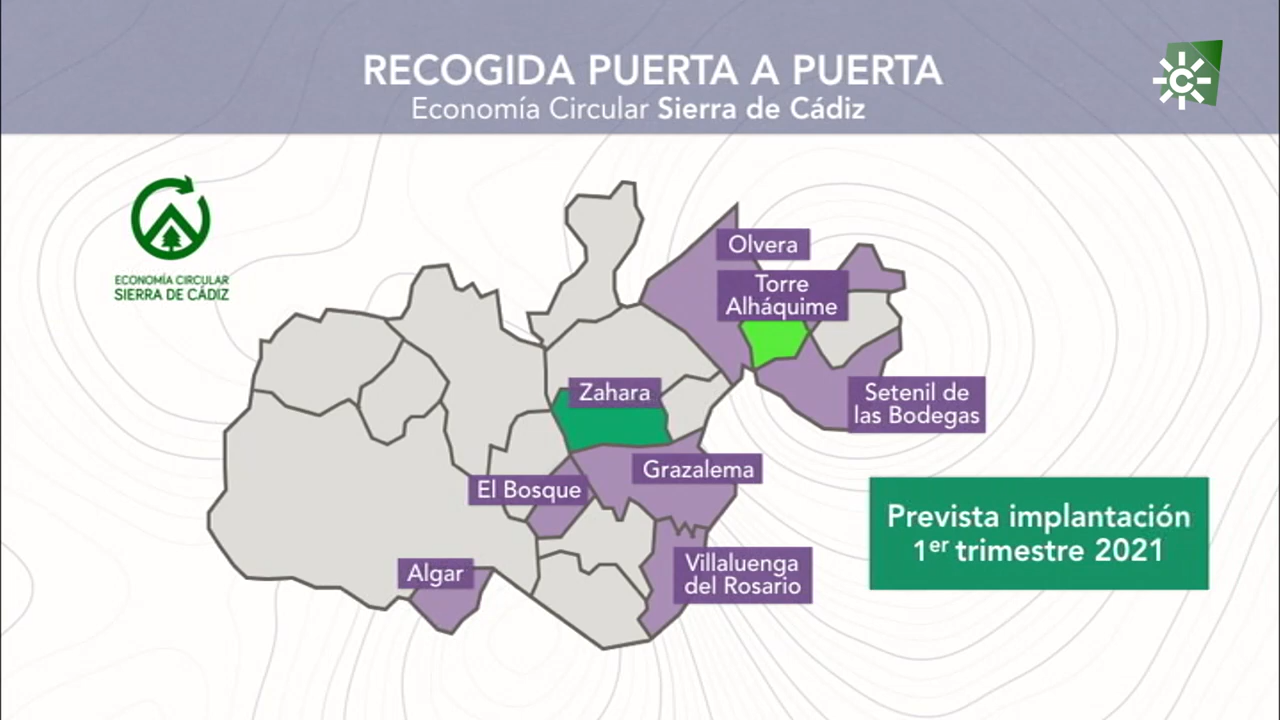 RECOGIDA PUERTA A PUERTA
Economía Circular Sierra de Cádiz
C
ECONOMÍA CIRCULAR
SIERRA DE CÁDIZ
Olvera
Torre
Alháquime
Zahara
Setenil de
las Bodegas
Grazalema
El Bosque
Prevista implantación
1er trimestre 2021
Algar
Villaluenga
del Rosario